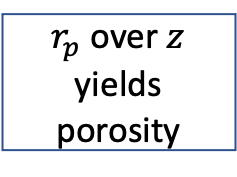 r_p over z
yields
porosity